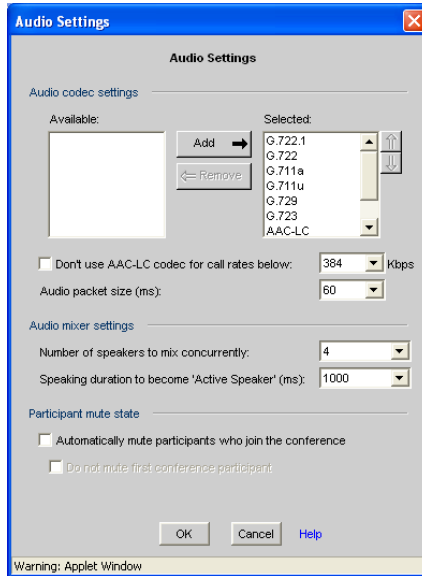 Audio Settings
Audio Settings
Audio codec settings
Available:
Selected:
Add
Remove
G.722.1
G.722
G.711a
G.711u
G.729
G.723
AAC-LC
Don't use AAC-LC codec for call rates below: 384 Kbps
Audio packet size (ms): 60
Audio mixer settings
Number of speakers to mix concurrently: 4
Speaking duration to become 'Active Speaker' (ms): 1000
Participant mute state
Automatically mute participants who join the conference
Do not mute first conference participant
OK Cancel Help
Warning: Applet Window